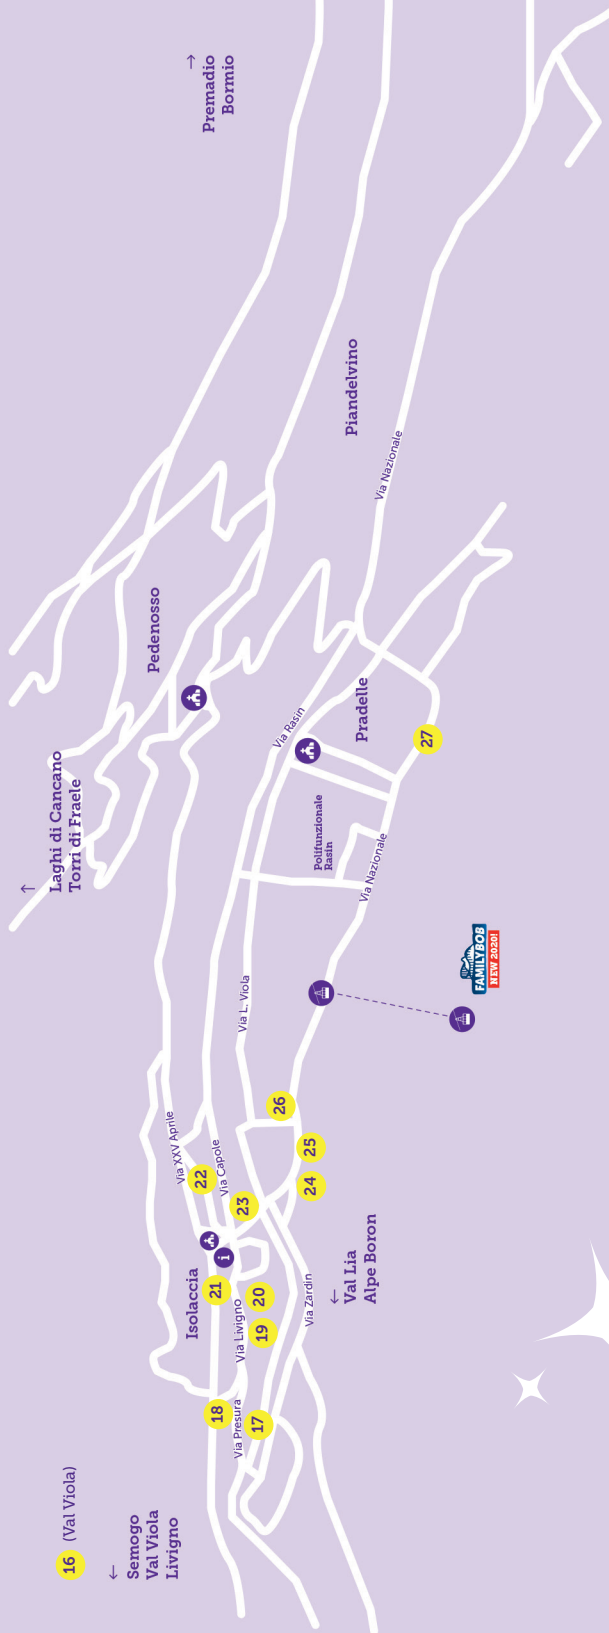 16 (Val Viola)
←
Semogo
Val Viola
Livigno
↑
Laghi di Cancano
Torri di Fraele
→
Premadio
Bormio
Pedenosso
Isolaccia
Via XXV Aprile
22
Via Capole
18
21
i
23
Via Presura
Via Livigno
17
19
20
Via L. Viola
Via Rasin
Polifunzionale
Rasin
Pradelle
Piandelvino
Via Nazionale
Via Zardin
24
25
26
Via Nazionale
27
←
Val Lia
Alpe Boron
FAMILYBOB
NEW 2020!